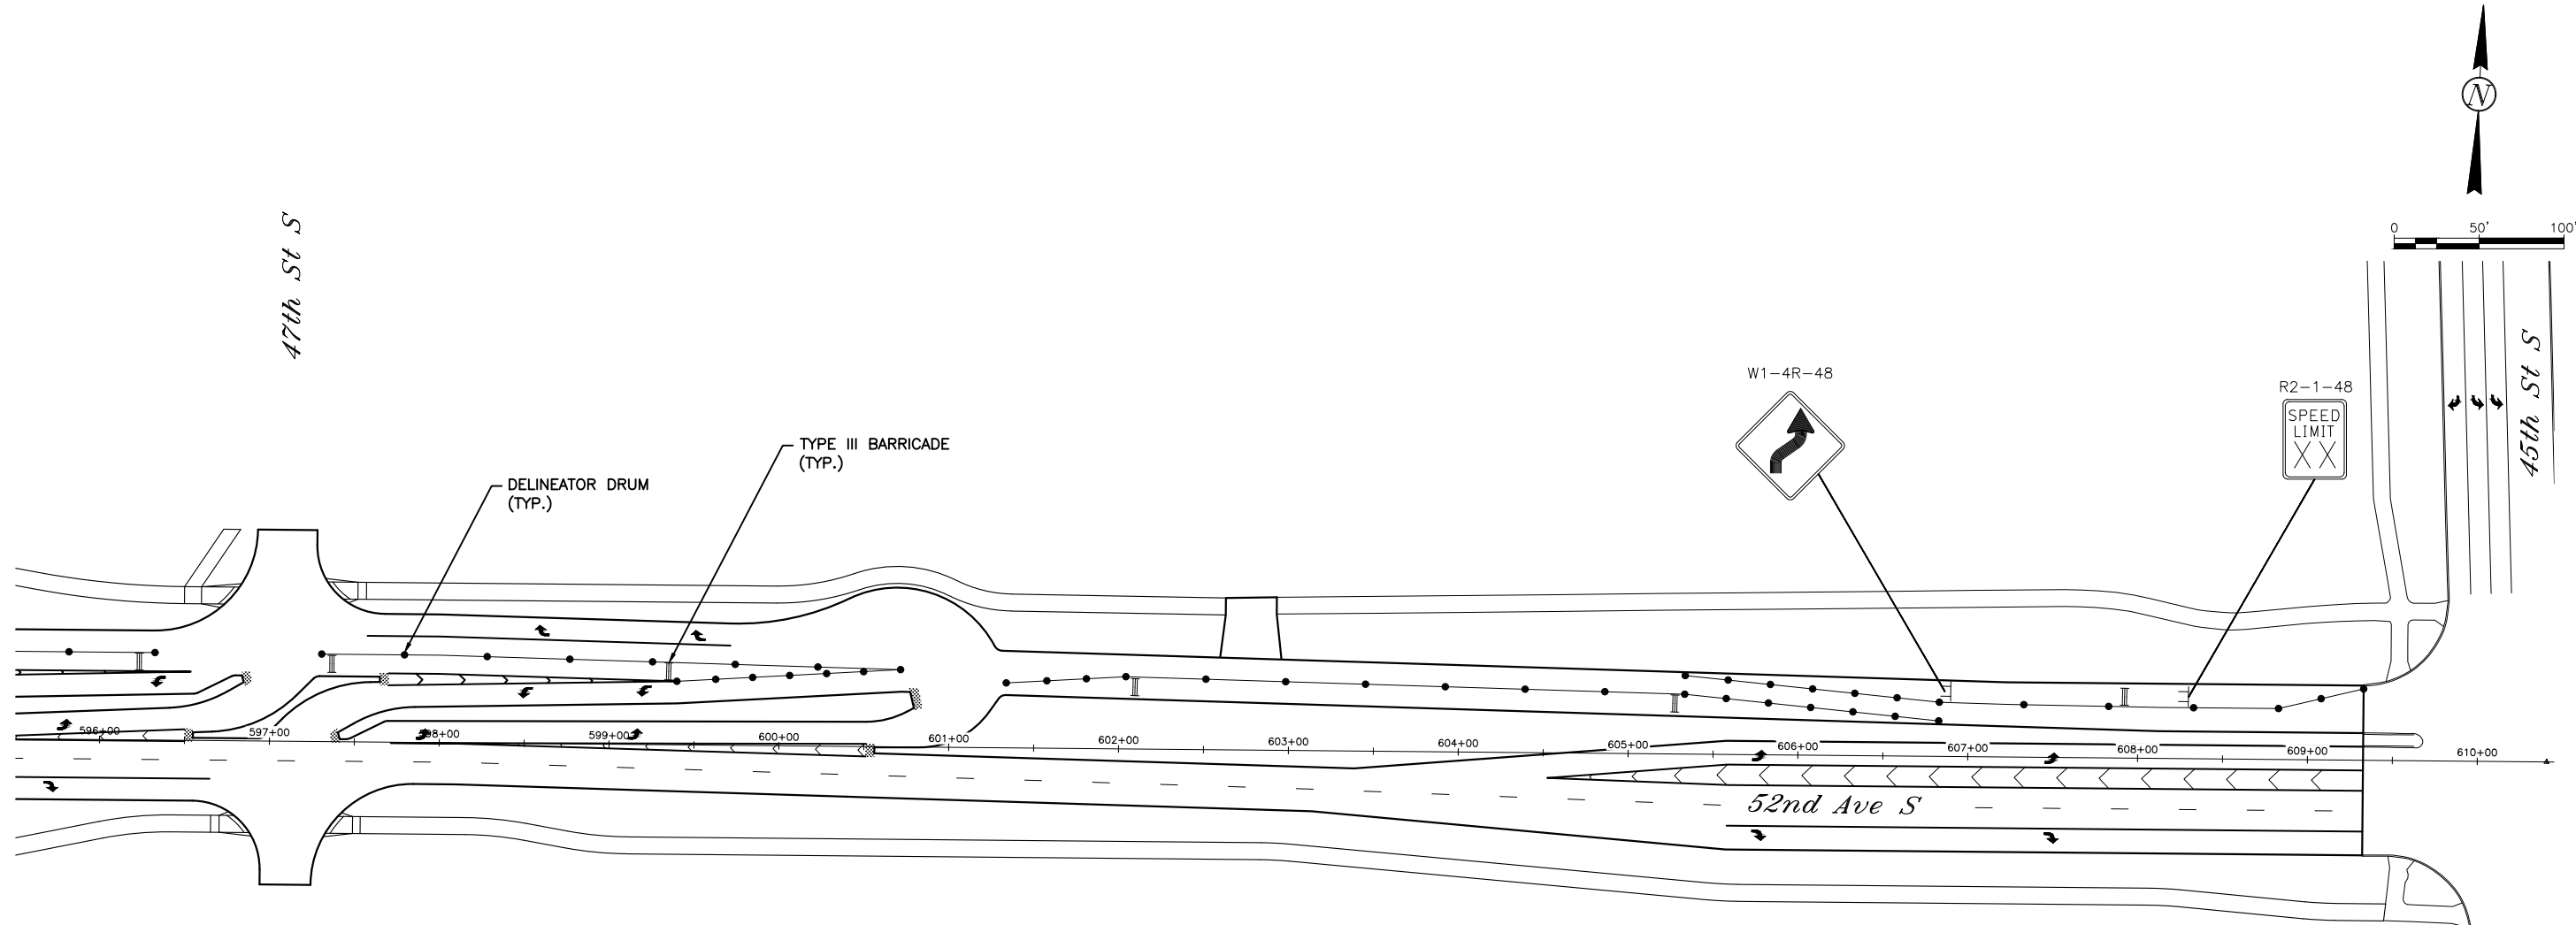 N
0 50' 100'
47th St S
45th St S
W1-4R-48
R2-1-48
SPEED
LIMIT
XX
TYPE III BARRICADE
(TYP.)
DELINEATOR DRUM
(TYP.)
596+00 597+00 598+00 599+00 600+00 601+00 602+00 603+00 604+00 605+00 606+00 607+00 608+00 609+00 610+00
52nd Ave S